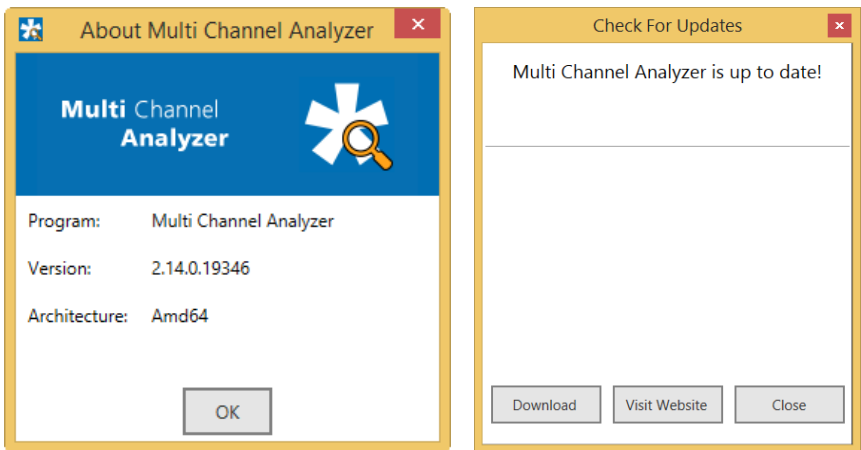 About Multi Channel Analyzer
Multi Channel
Analyzer
Program: Multi Channel Analyzer
Version: 2.14.0.19346
Architecture: Amd64
OK
Check For Updates
Multi Channel Analyzer is up to date!
Download Visit Website Close